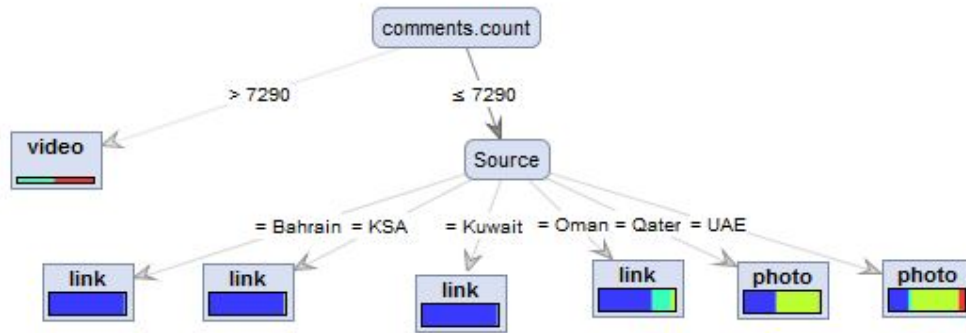 comments.count
> 7290 ≤ 7290
video
Source
= Bahrain = KSA = Kuwait = Oman = Qater = UAE
link link link link photo photo